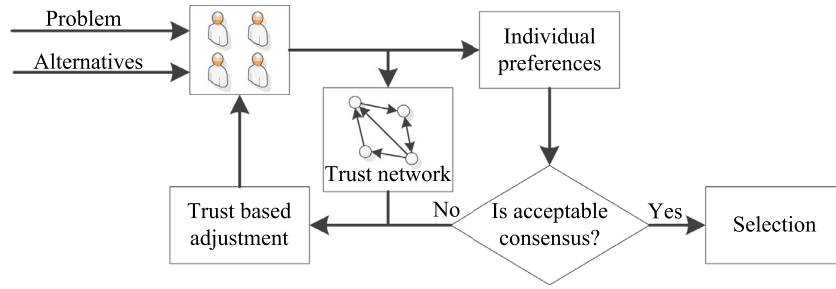 Problem
Alternatives
Individual
preferences
Trust network
Trust based
adjustment
No
Is acceptable
consensus?
Yes
Selection